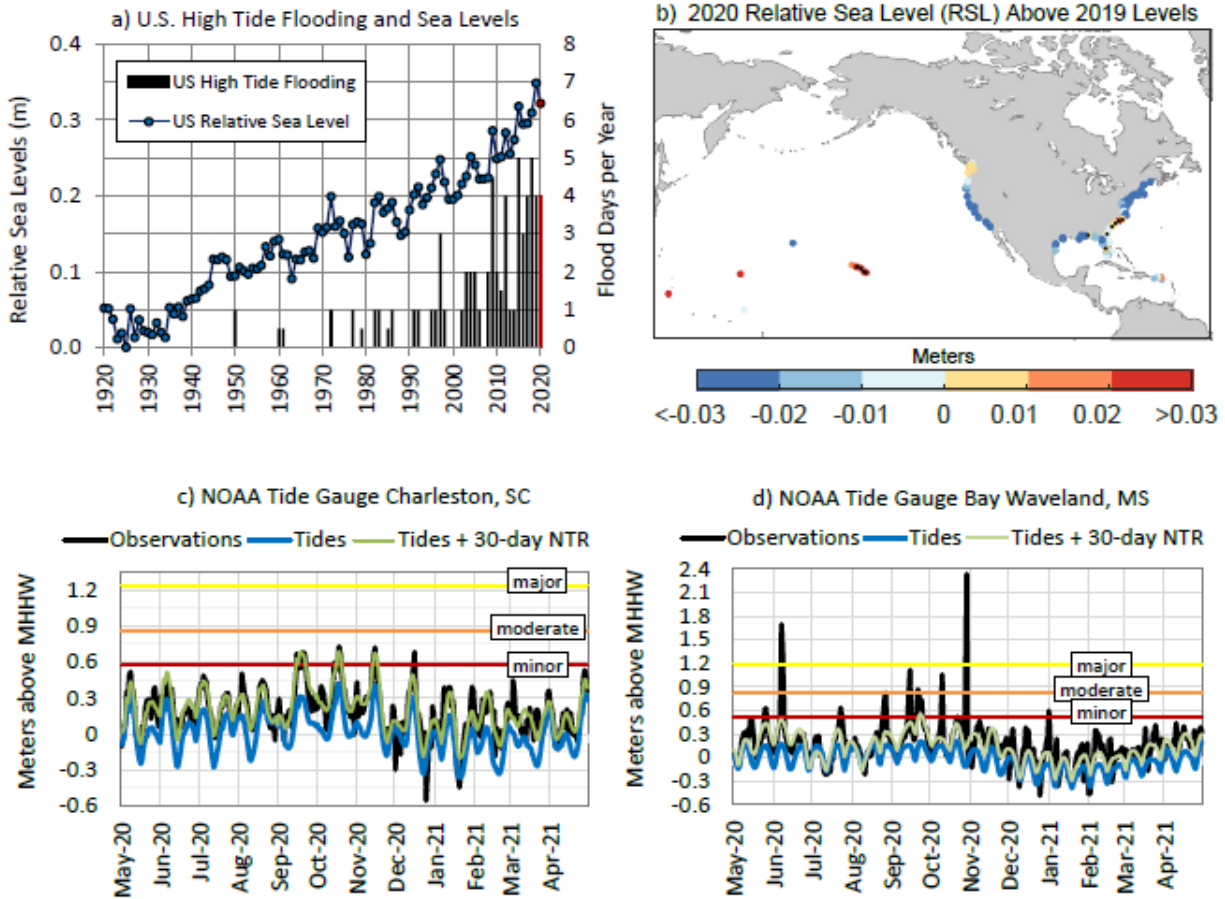 a) U.S. High Tide Flooding and Sea Levels
0.4
0.3
0.2
0.1
0.0
Relative Sea Levels (m)
US High Tide Flooding
US Relative Sea Level
8
7
6
5
4
3
2
1
0
Flood Days per Year
1920
1930
1940
1950
1960
1970
1980
1990
2000
2010
2020
b) 2020 Relative Sea Level (RSL) Above 2019 Levels
Meters
<-0.03 -0.02 -0.01 0 0.01 0.02 >0.03
c) NOAA Tide Gauge Charleston, SC
Observations Tides Tides + 30-day NTR
Meters above MHHW
1.2
0.9
0.6
0.3
0
-0.3
-0.6
major
moderate
minor
May-20
Jun-20
Jul-20
Aug-20
Sep-20
Oct-20
Nov-20
Dec-20
Jan-21
Feb-21
Mar-21
Apr-21
d) NOAA Tide Gauge Bay Waveland, MS
Observations Tides Tides + 30-day NTR
Meters above MHHW
2.4
2.1
1.8
1.5
1.2
0.9
0.6
0.3
0
-0.3
-0.6
major
moderate
minor
May-20
Jun-20
Jul-20
Aug-20
Sep-20
Oct-20
Nov-20
Dec-20
Jan-21
Feb-21
Mar-21
Apr-21